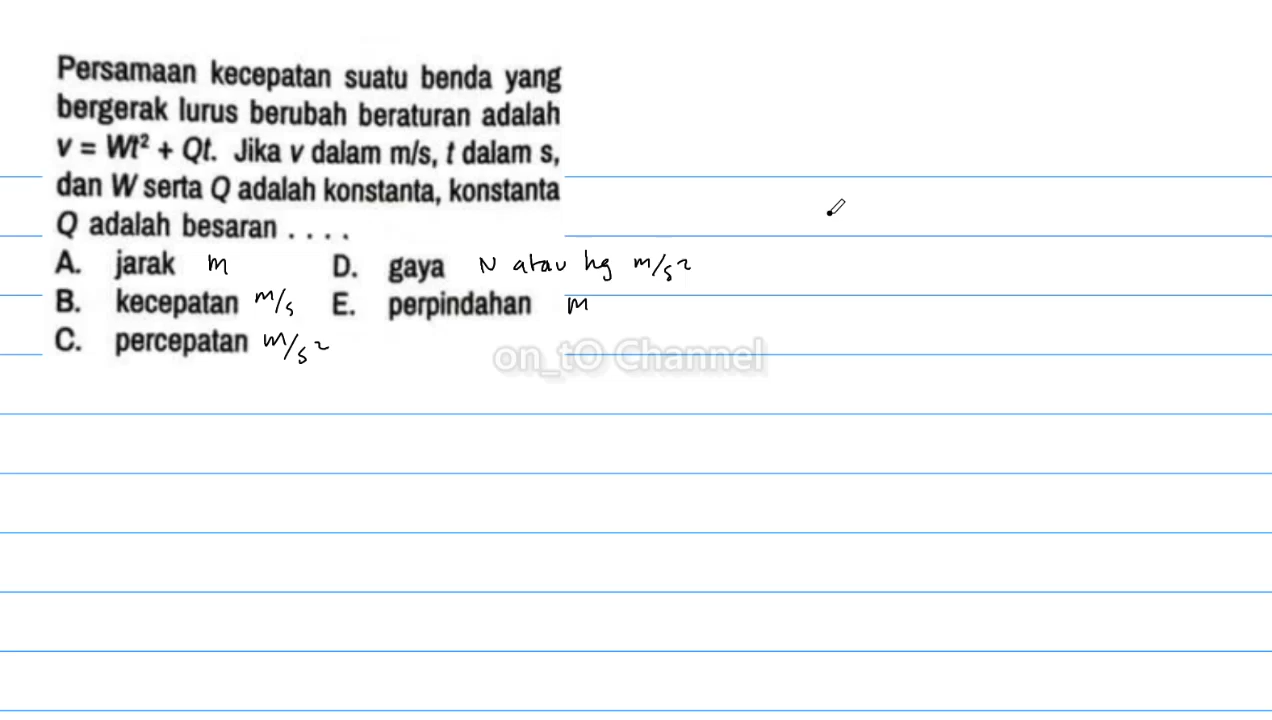 Persamaan kecepatan suatu benda yang
bergerak lurus berubah beraturan adalah
v = Wt² + Qt. Jika v dalam m/s, t dalam s,
dan W serta Q adalah konstanta, konstanta
Q adalah besaran . . . .
A. jarak m D. gaya N atau kg m/s²
B. kecepatan m/s E. perpindahan m
C. percepatan m/s²
on_tO Channel